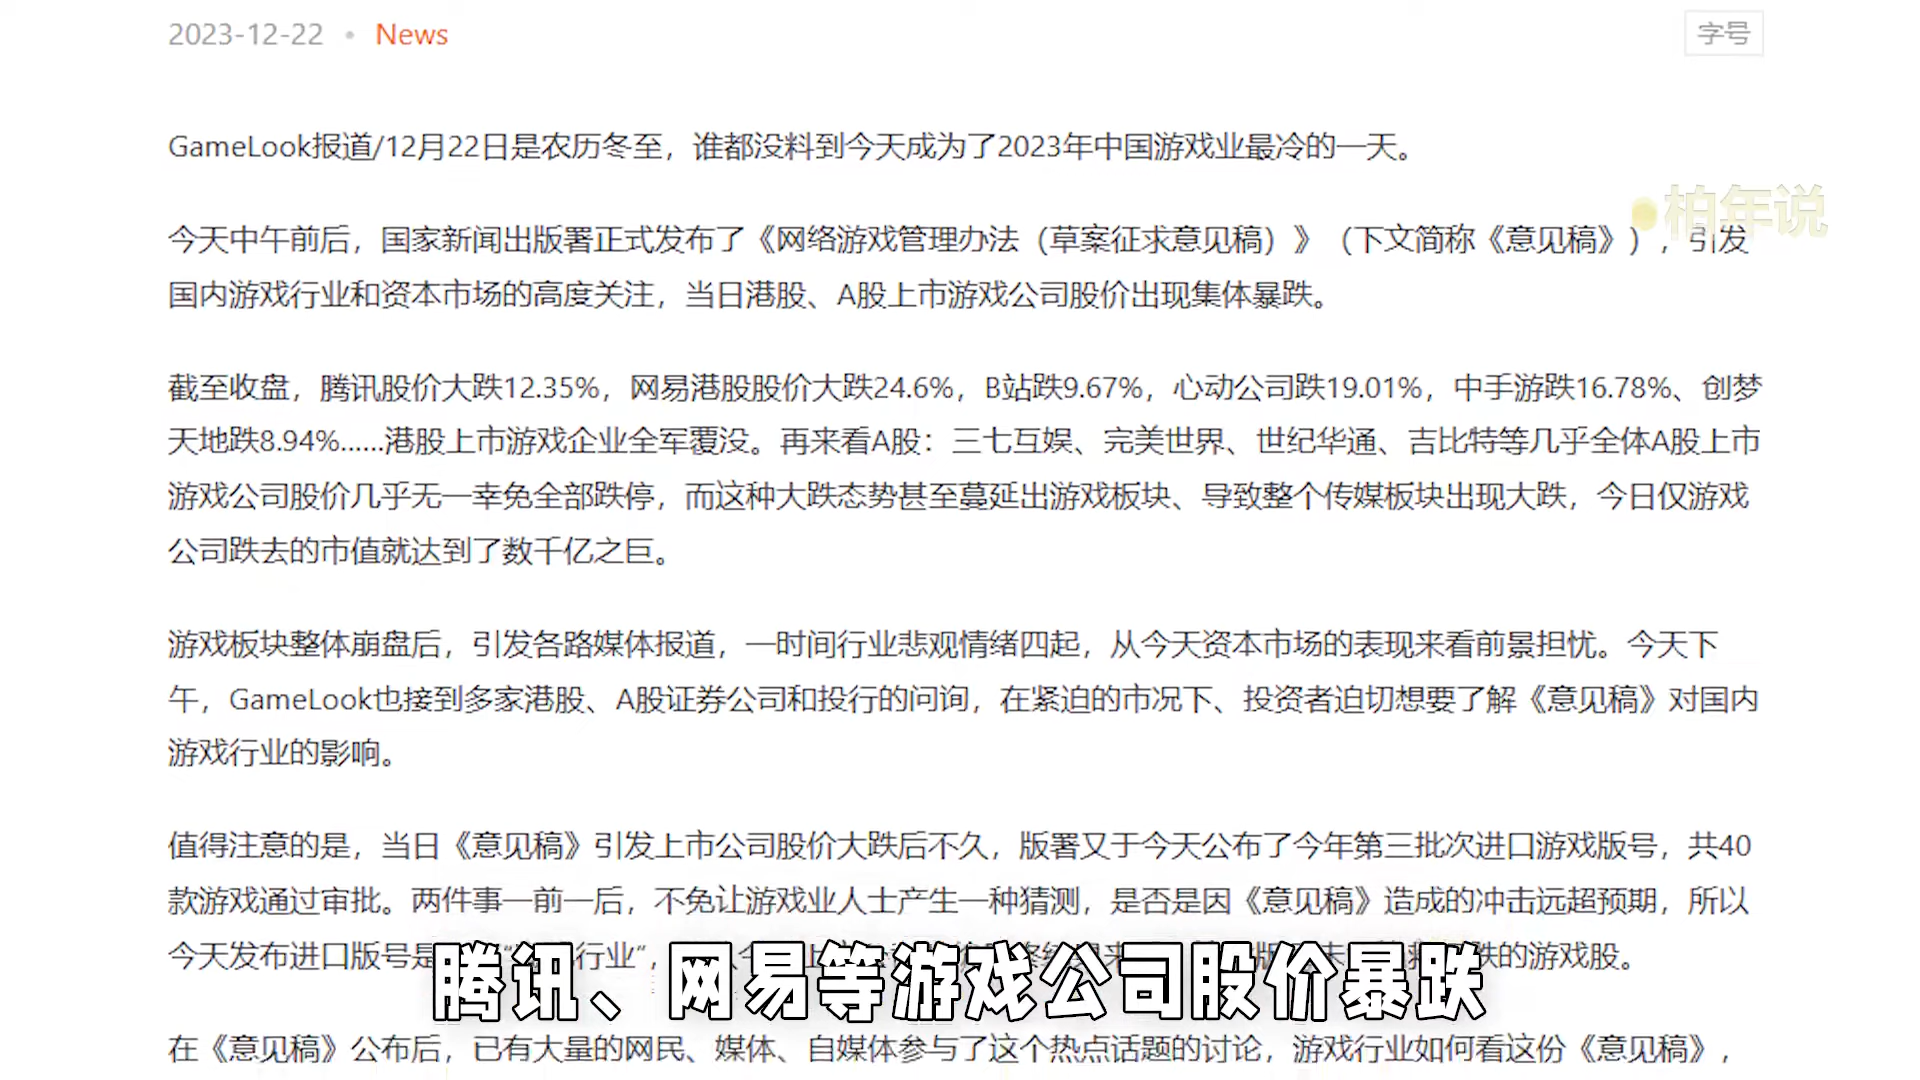 2023-12-22 • News
字号
GameLook报道/12月22日是农历冬至，谁都没料到今天成为了2023年中国游戏业最冷的一天。
柏年说
今天中午前后，国家新闻出版署正式发布了《网络游戏管理办法（草案征求意见稿）》（下文简称《意见稿》），引发
国内游戏行业和资本市场的高度关注，当日港股、A股上市游戏公司股价出现集体暴跌。
截至收盘，腾讯股价大跌12.35%，网易港股股价大跌24.6%，B站跌9.67%，心动公司跌19.01%，中手游跌16.78%、创梦
天地跌8.94%......港股上市游戏企业全军覆没。再来看A股：三七互娱、完美世界、世纪华通、吉比特等几乎全体A股上市
游戏公司股价几乎无一幸免全部跌停，而这种大跌态势甚至蔓延出游戏板块、导致整个传媒板块出现大跌，今日仅游戏
公司跌去的市值就达到了数千亿之巨。
游戏板块整体崩盘后，引发各路媒体报道，一时间行业悲观情绪四起，从今天资本市场的表现来看前景担忧。今天下
午，GameLook也接到多家港股、A股证券公司和投行的问询，在紧迫的市况下、投资者迫切想要了解《意见稿》对国内
游戏行业的影响。
值得注意的是，当日《意见稿》引发上市公司股价大跌后不久，版署又于今天公布了今年第三批次进口游戏版号，共40
款游戏通过审批。两件事一前一后，不免让游戏业人士产生一种猜测，是否是因《意见稿》造成的冲击远超预期，所以
今天发布进口版号是 行业”， 跌的游戏股。
腾讯、网易等游戏公司股价暴跌
在《意见稿》公布后，已有大量的网民、媒体、自媒体参与了这个热点话题的讨论，游戏行业如何看这份《意见稿》，